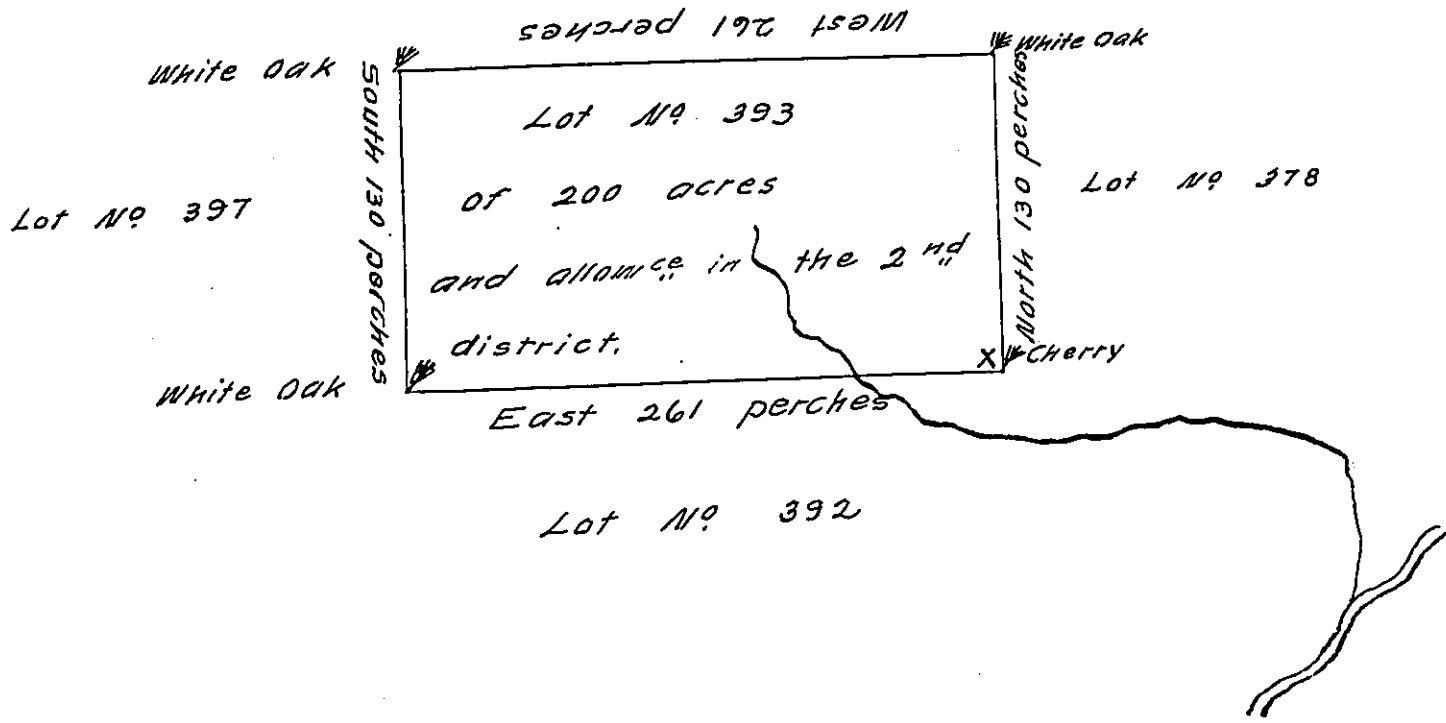 West 261 perches
White Oak
White Oak
South 130 perches
Lot Nº 393
of 200 acres
and allowce in the 2nd
district.
North 130 perches
Lot Nº 397
Lot Nº 378
White Oak
Cherry
X
East 261 perches
Lot Nº 392